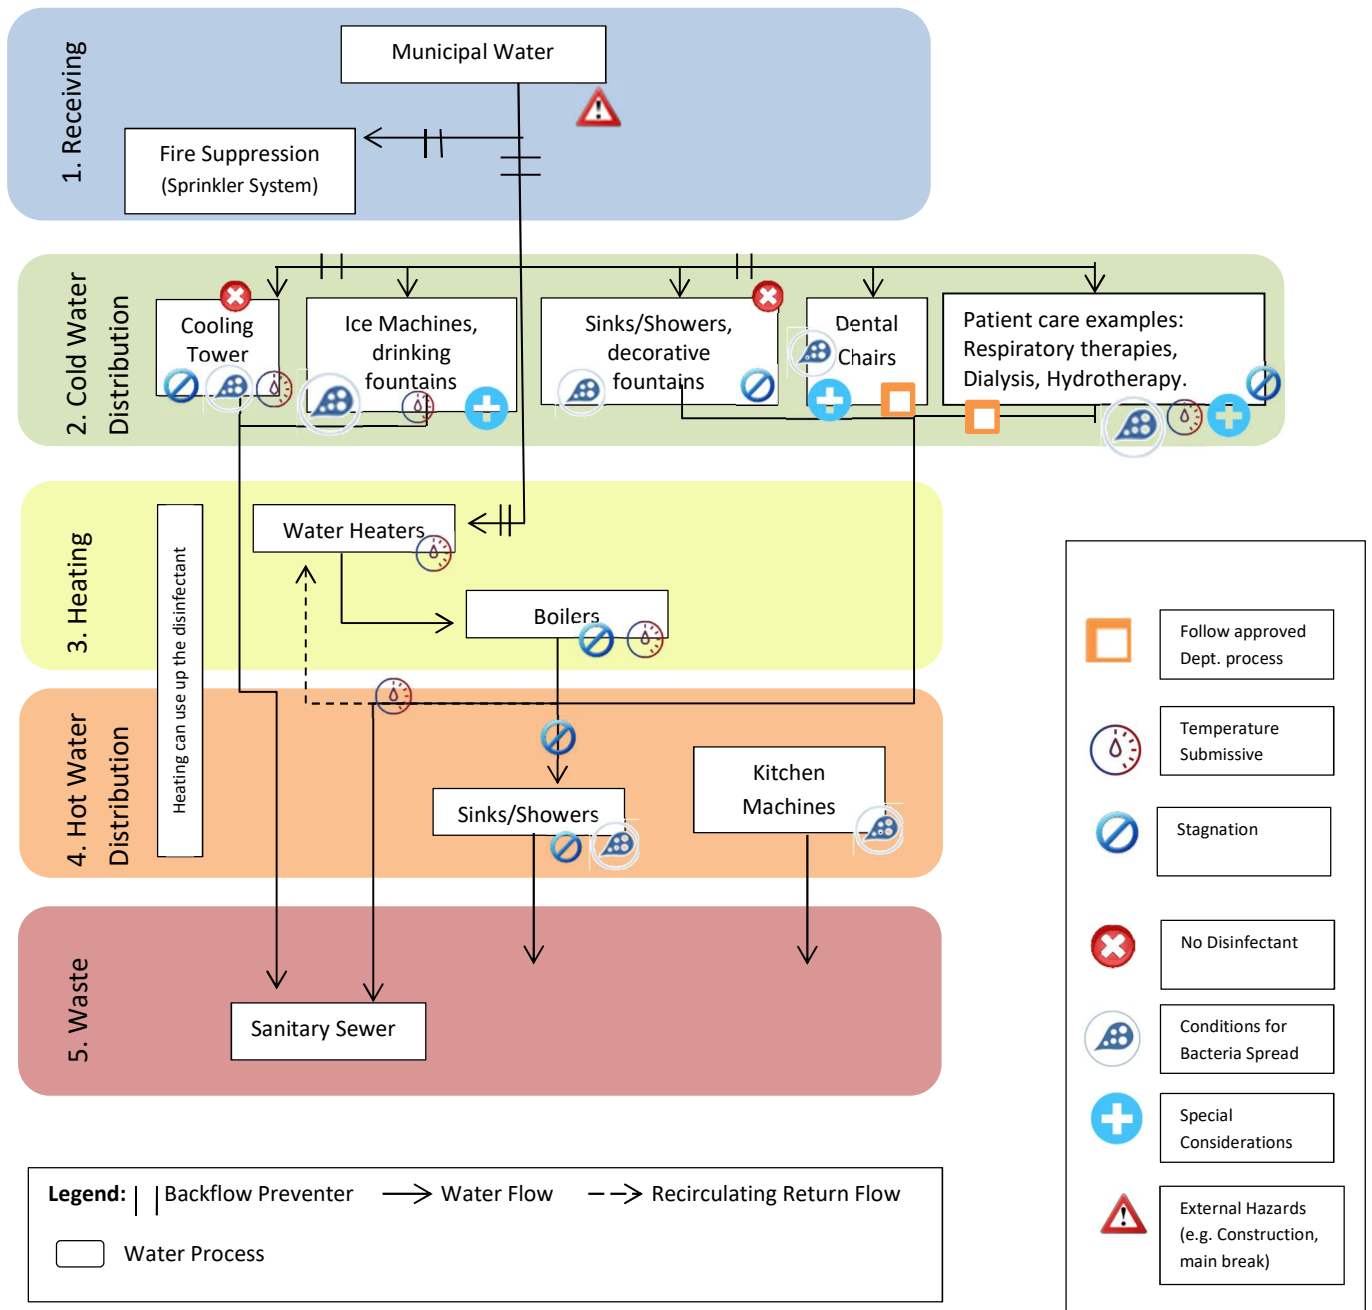 1. Receiving
Municipal Water
Fire Suppression
(Sprinkler System)
2. Cold Water
Distribution
Cooling
Tower
Ice Machines,
drinking
fountains
Sinks/Showers,
decorative
fountains
Dental
Chairs
Patient care examples:
Respiratory therapies,
Dialysis, Hydrotherapy.
3. Heating
Heating can use up the disinfectant
Water Heaters
Boilers
4. Hot Water
Distribution
Sinks/Showers
Kitchen
Machines
5. Waste
Sanitary Sewer
Follow approved
Dept. process
Temperature
Submissive
Stagnation
No Disinfectant
Conditions for
Bacteria Spread
Special
Considerations
External Hazards
(e.g. Construction,
main break)
Legend: Backflow Preventer Water Flow Recirculating Return Flow
Water Process